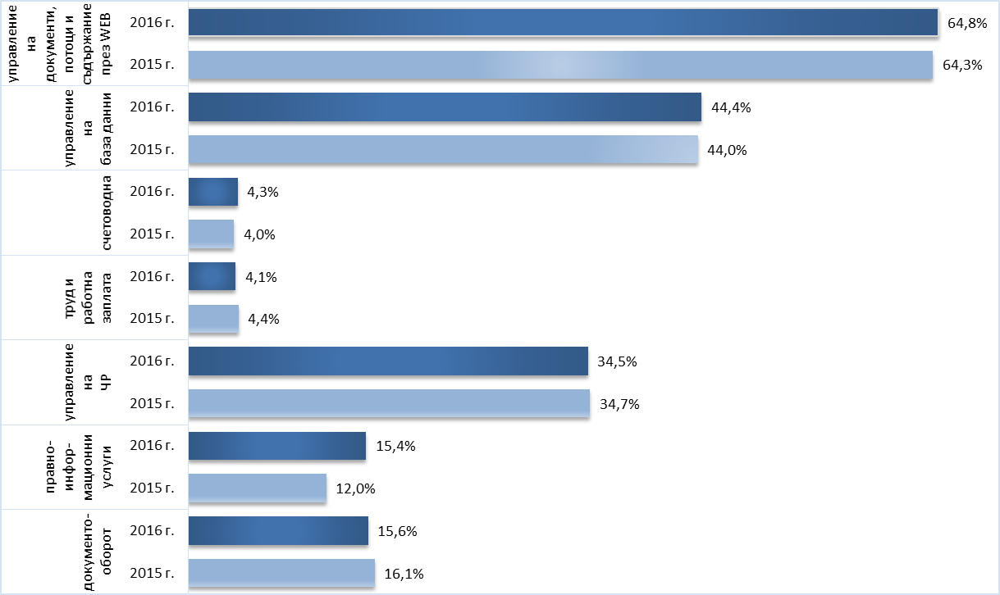 управление
на
документи,
потоци и
съдържание
през WEB
2016 г.
64,8%
2015 г.
64,3%
управление
на
база данни
2016 г.
44,4%
2015 г.
44,0%
счетоводна
2016 г.
4,3%
2015 г.
4,0%
труд и
работна
заплата
2016 г.
4,1%
2015 г.
4,4%
управление
на
ЧР
2016 г.
34,5%
2015 г.
34,7%
правно-
инфор-
мационни
услуги
2016 г.
15,4%
2015 г.
12,0%
документо-
оборот
2016 г.
15,6%
2015 г.
16,1%